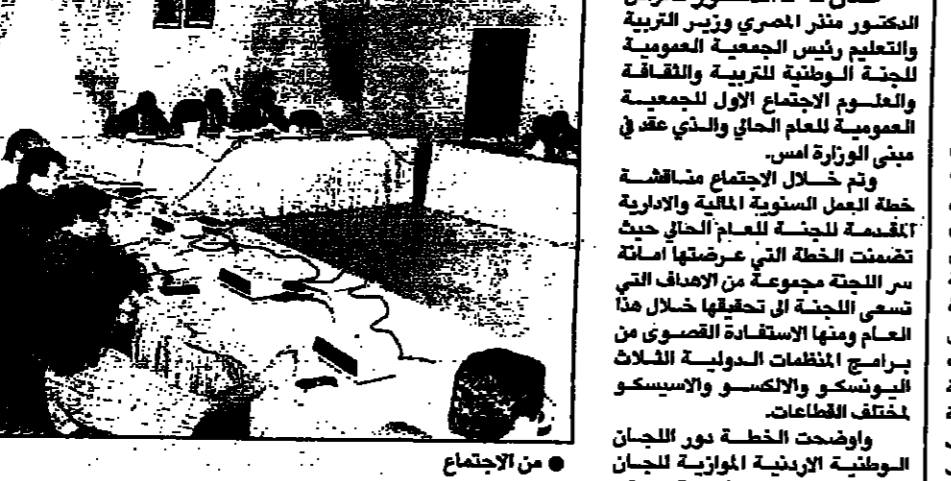 الدكتور منذر المصري وزير التربية
والتعليم رئيس الجمعية العمومية
للجنة الوطنية للتربية والثقافة
والعلوم الاجتماع الاول للجمعية
العمومية للعام الحالي والذي عقد في
مبنى الوزارة امس.
وتم خلال الاجتماع مناقشة
خطة العمل السنوية المالية والادارية
المقدمة للجنة للعام الحالي حيث
تضمنت الخطة التي عرضتها امانة
سر اللجنة مجموعة من الاهداف التي
تسعى اللجنة الى تحقيقها خلال هذا
العام ومنها الاستفادة القصوى من
برامج المنظمات الدولية الثلاث
اليونسكو والالكسو والاسيسكو
لمختلف القطاعات.
واوضحت الخطة دور اللجان
الوطنية الاردنية الموازية للجان
● من الاجتماع